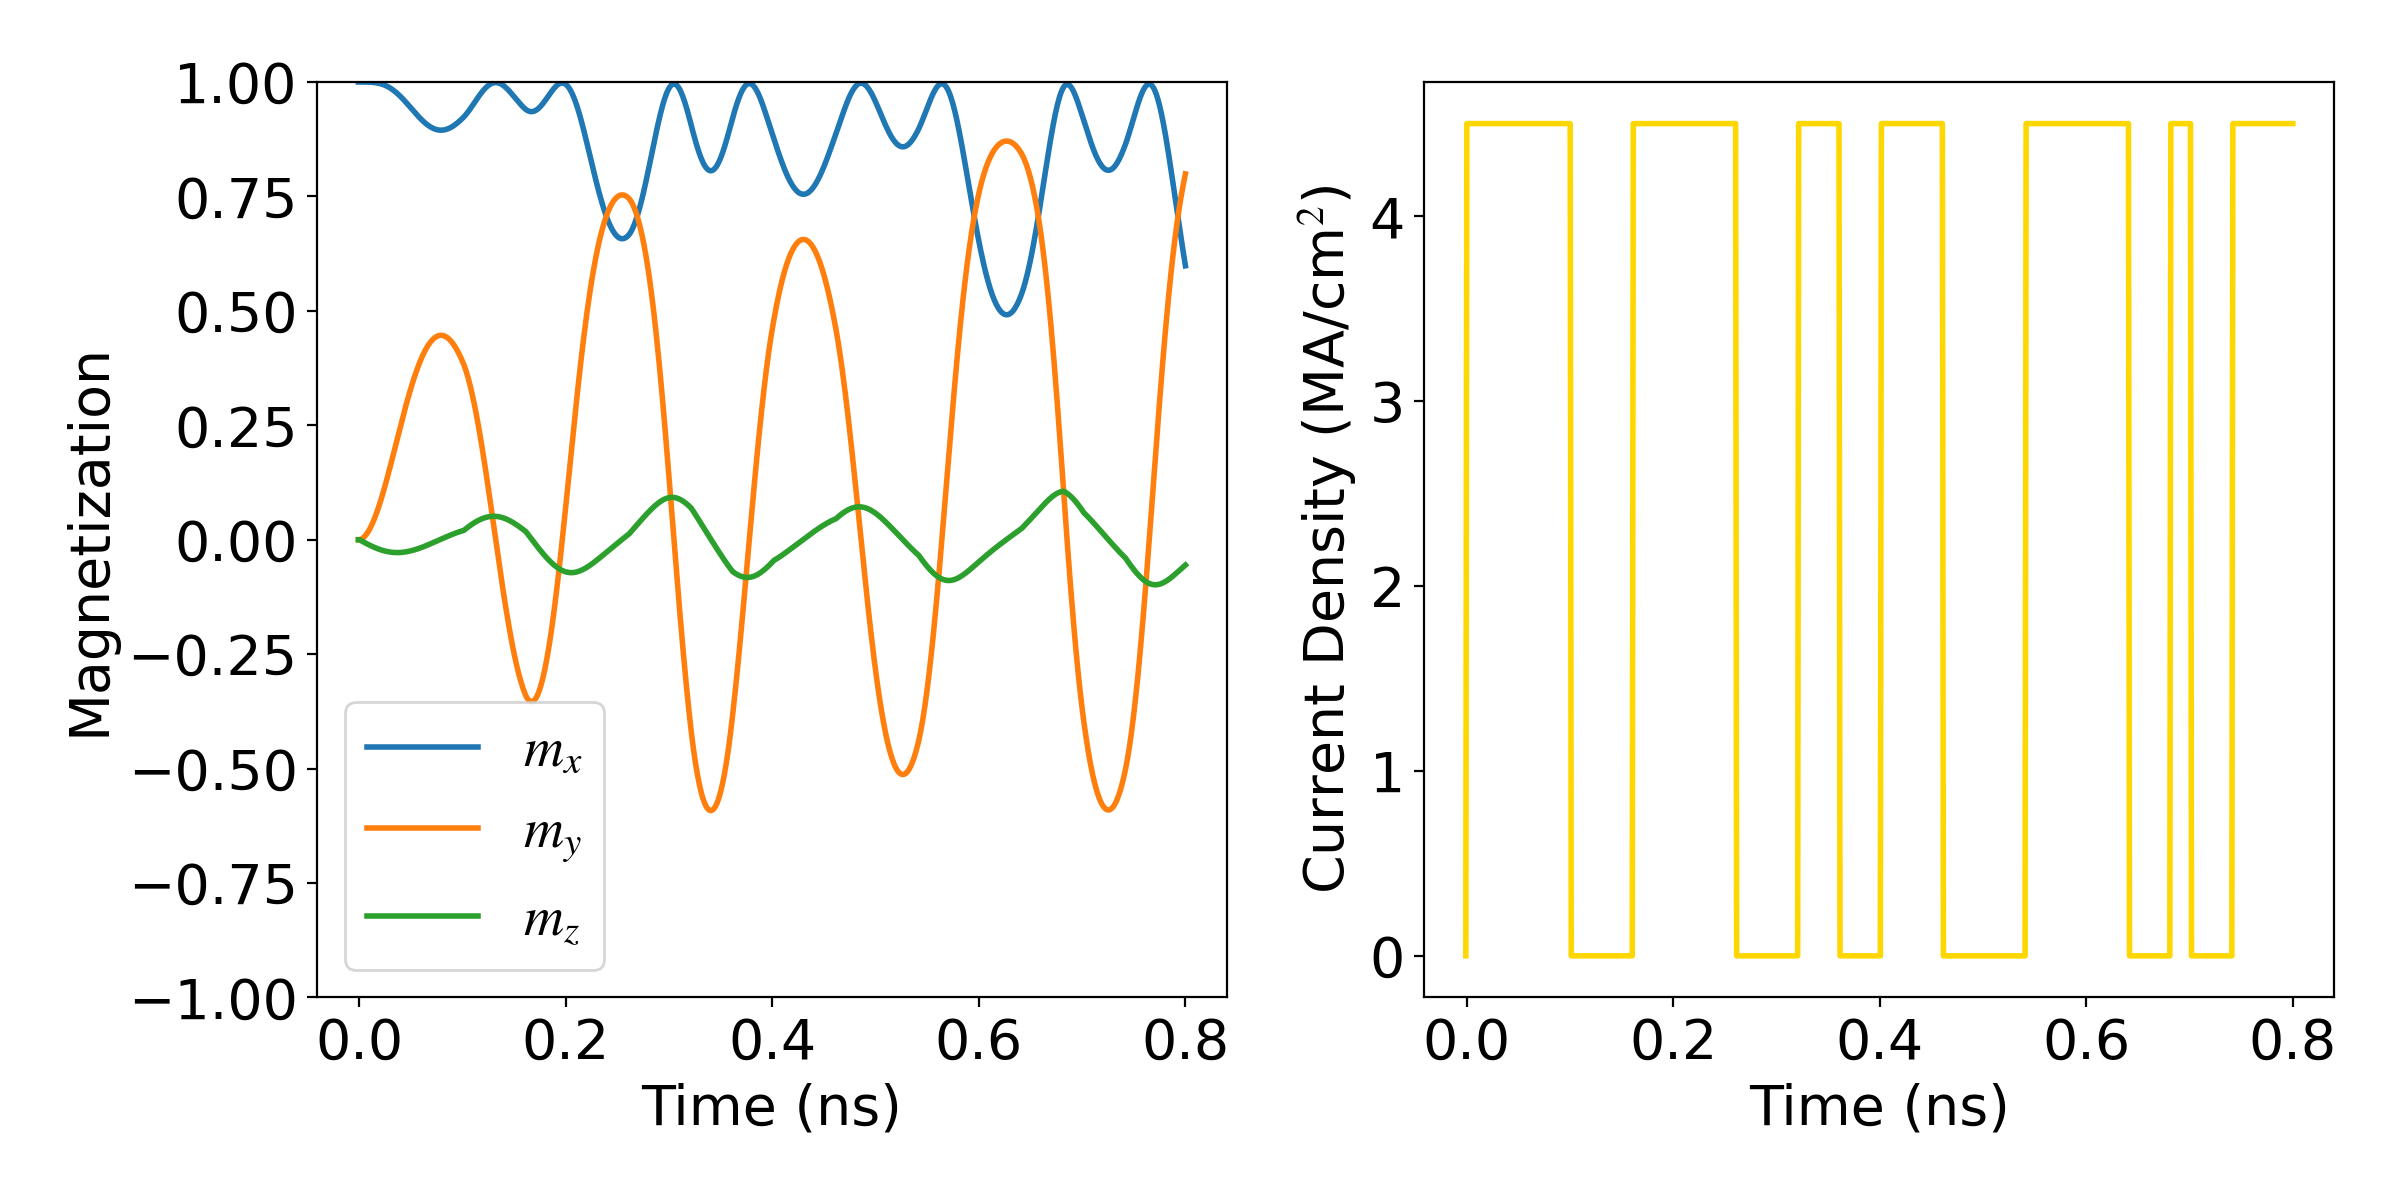 1.00
0.75
0.50
0.25
0.00
−0.25
−0.50
−0.75
−1.00
Magnetization
m_x
m_y
m_z
0.0 0.2 0.4 0.6 0.8
Time (ns)
4
3
2
1
0
Current Density (MA/cm²)
0.0 0.2 0.4 0.6 0.8
Time (ns)